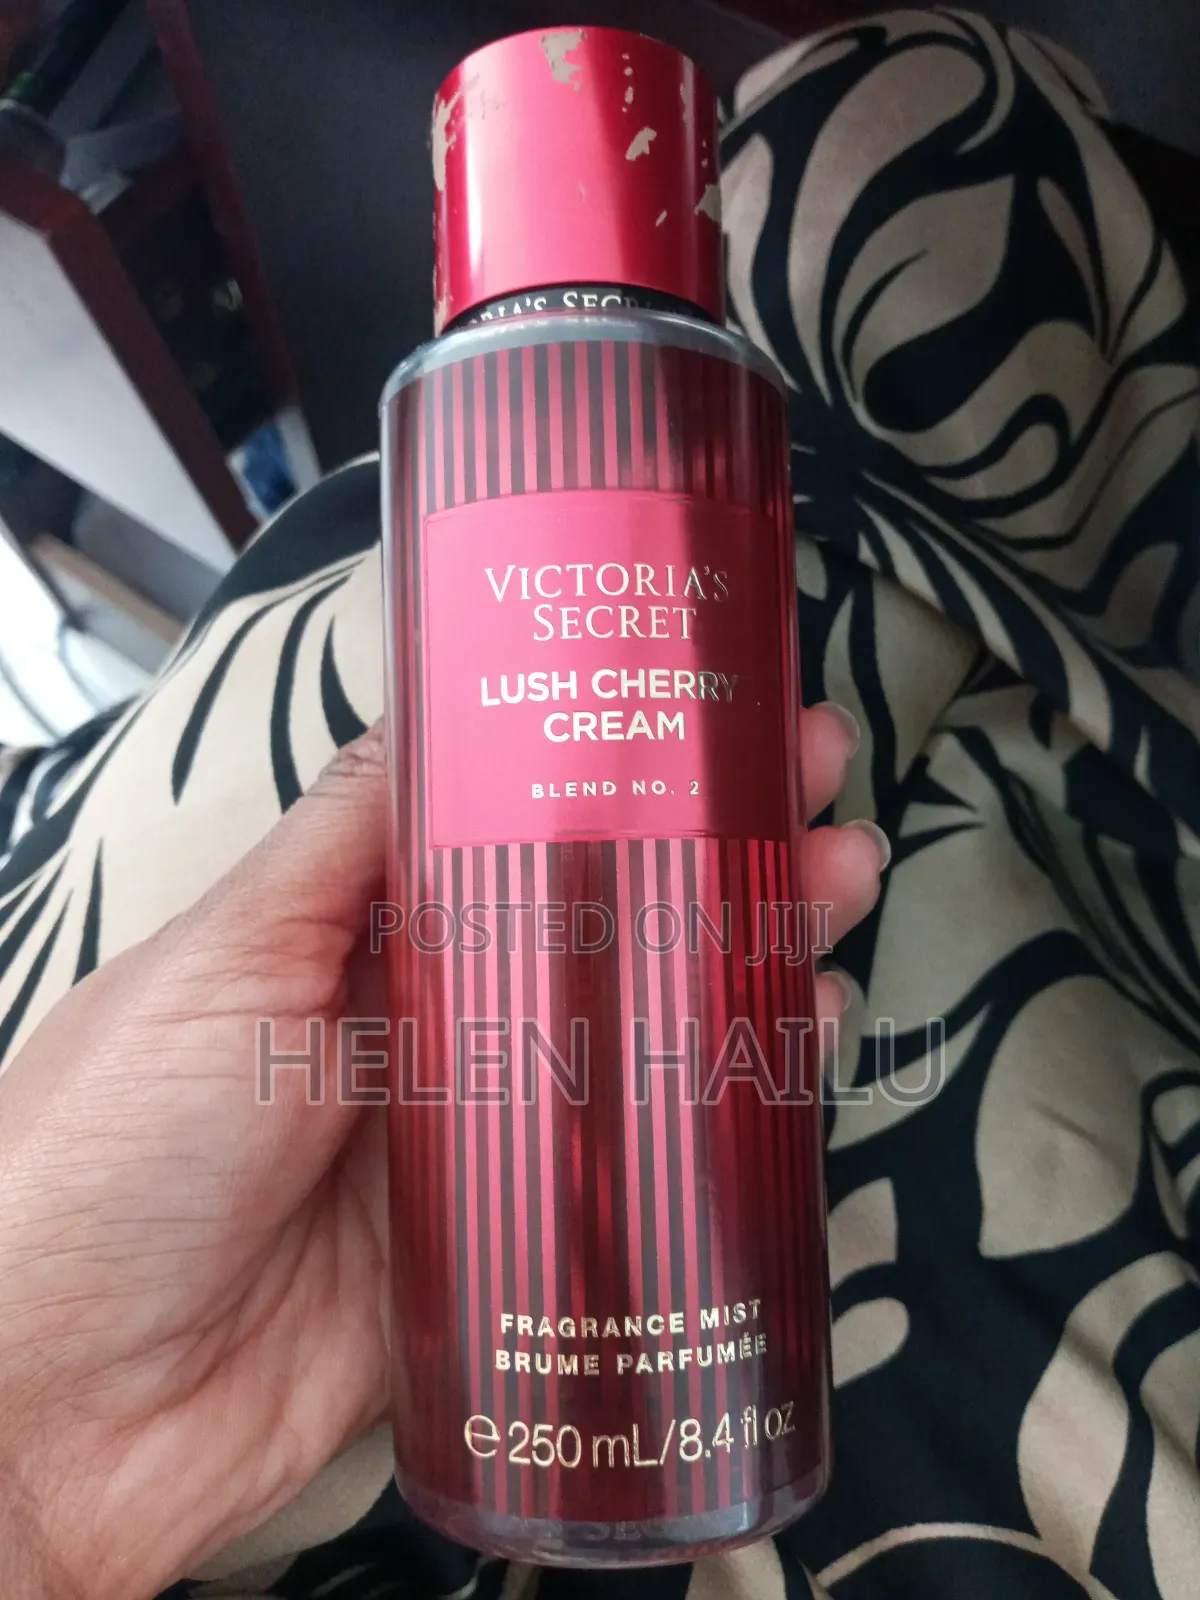 VICTORIA'S
SECRET
LUSH CHERRY
CREAM
BLEND NO. 2
POSTED ON JIJI
HELEN HAILU
FRAGRANCE MIST
BRUME PARFUMÉE
℮ 250 mL/8.4 fl oz